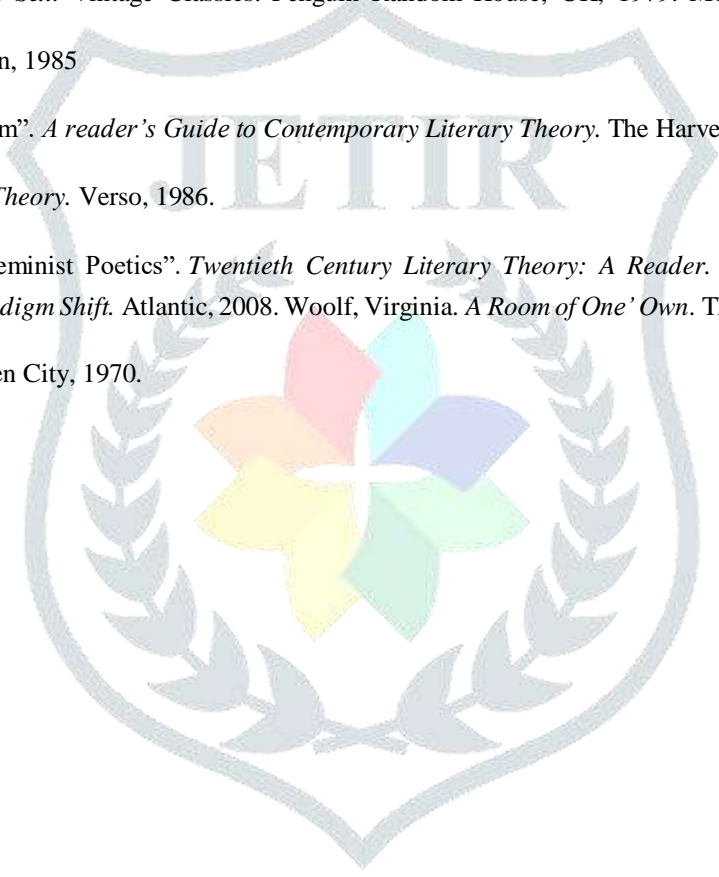 Vintage Classics. Penguin Random House, UK, 1979.
n, 1985
m”. A reader’s Guide to Contemporary Literary Theory. The Harve
Theory. Verso, 1986.
eminist Poetics”. Twentieth Century Literary Theory: A Reader.
digm Shift. Atlantic, 2008. Woolf, Virginia. A Room of One’ Own. T
en City, 1970.
JETIR